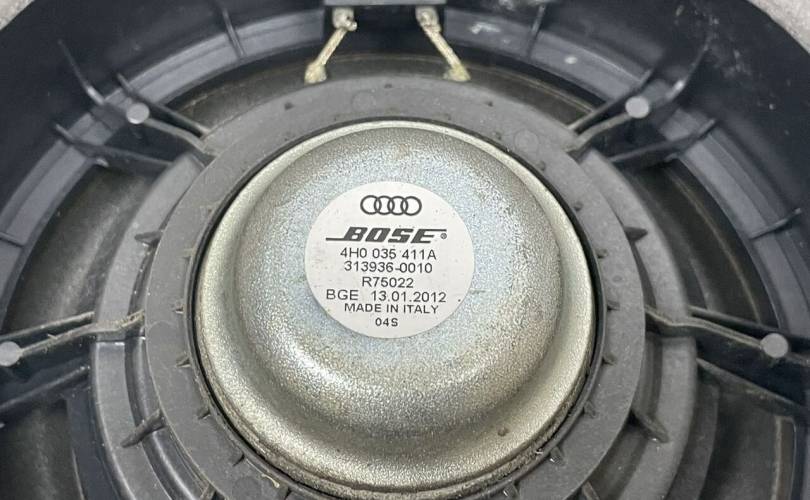 BOSE®
4H0 035 411A
313936-0010
R75022
BGE 13.01.2012
MADE IN ITALY
04S